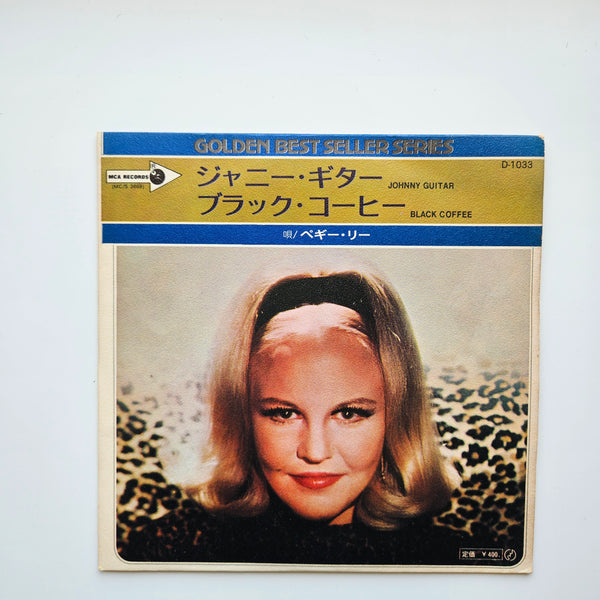 GOLDEN BEST SELLER SERIES
D-1033
MCA RECORDS
ジャニー・ギター JOHNNY GUITAR
ブラック・コーヒー BLACK COFFEE
唄/ペギー・リー
定価 ￥400.